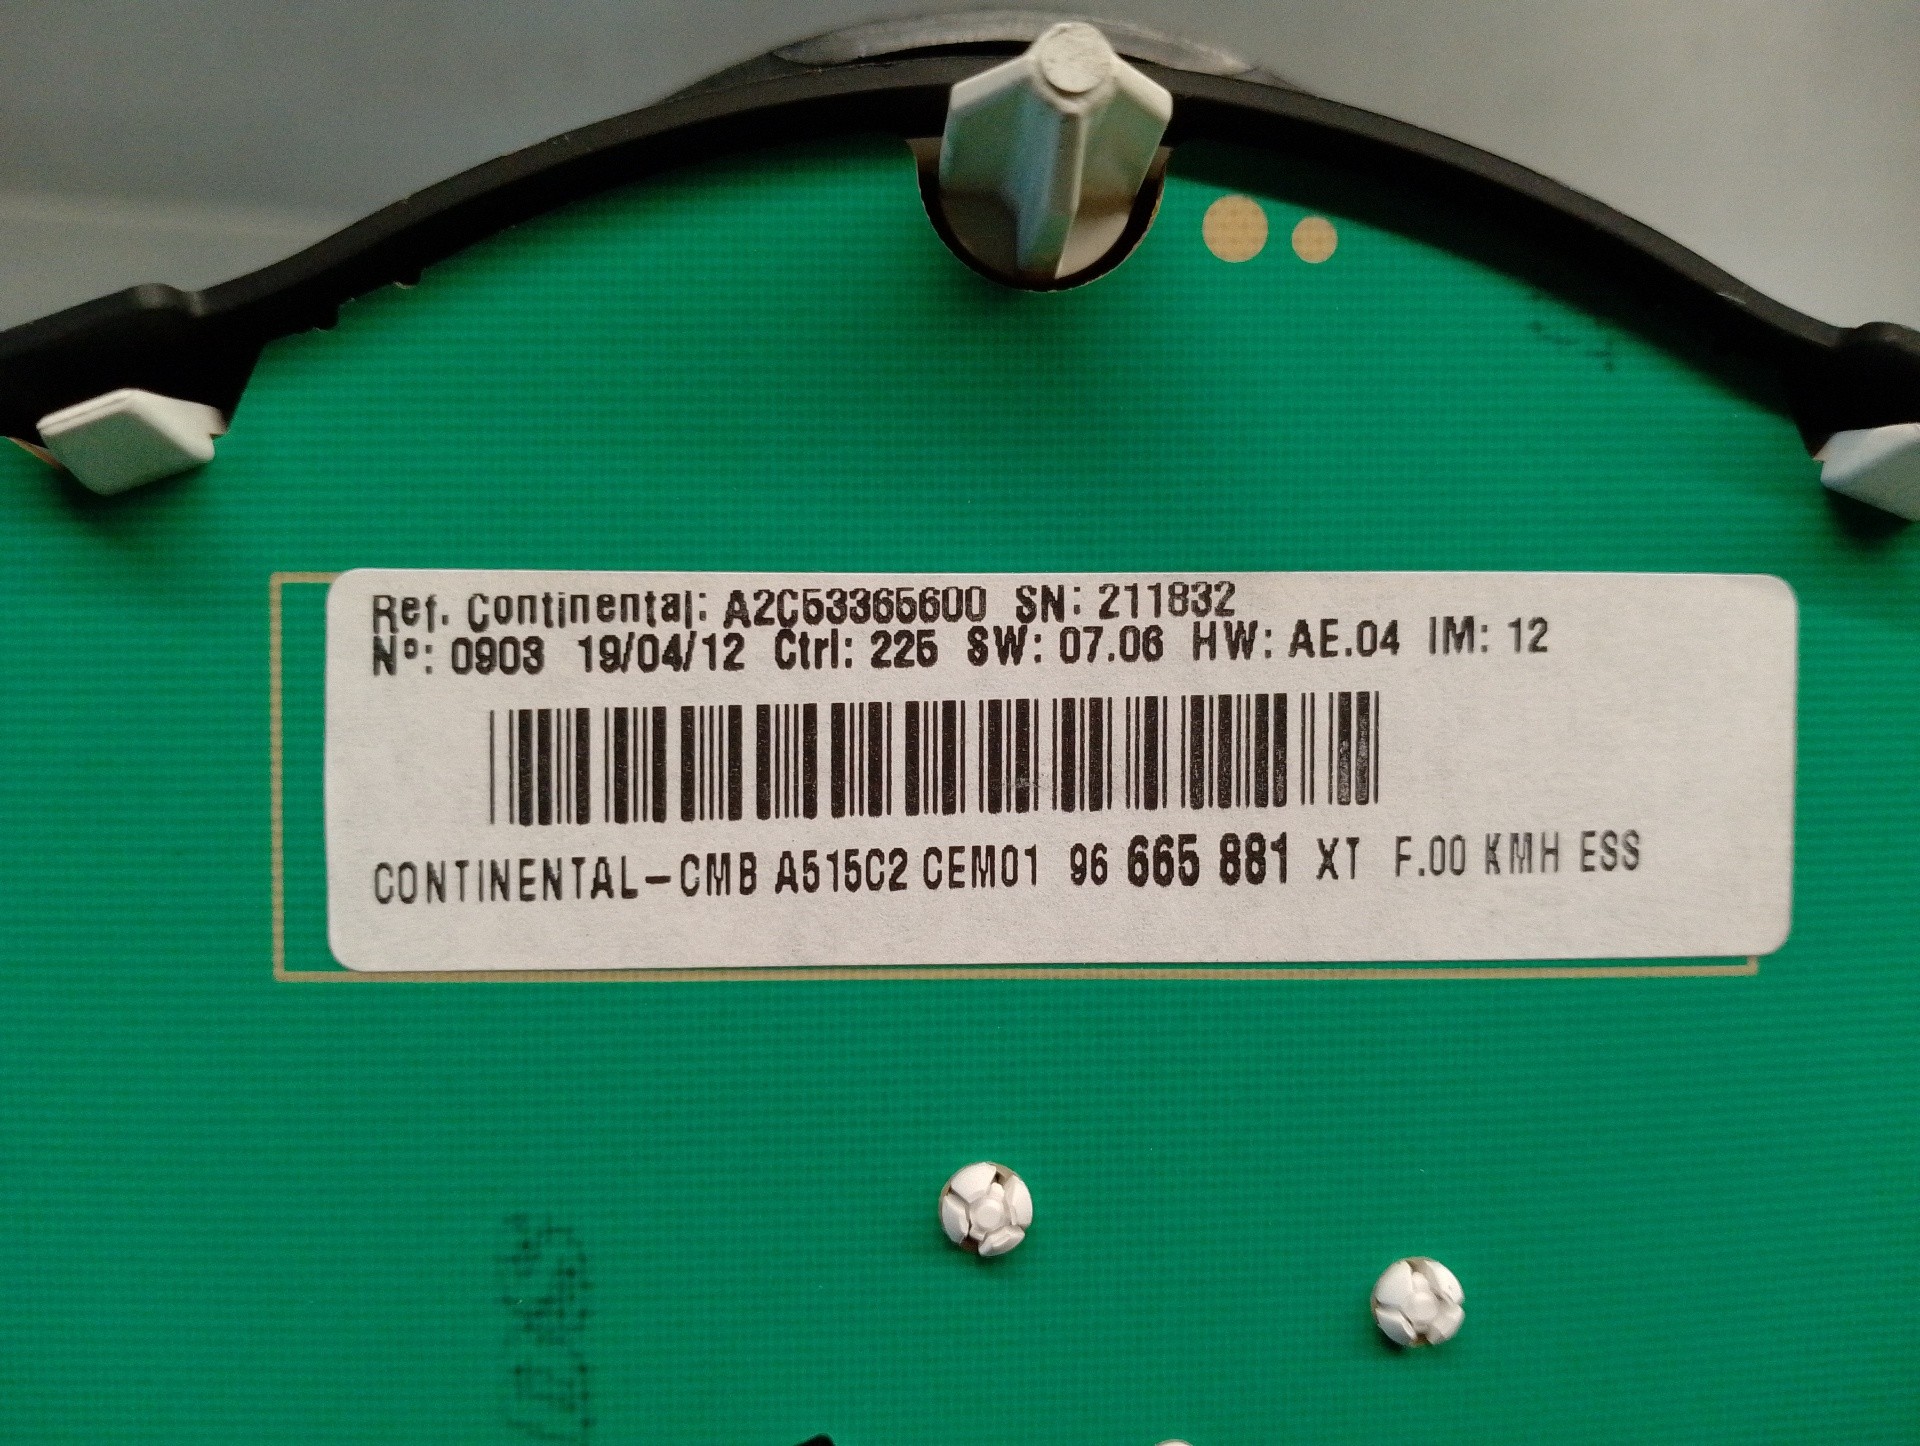 Ref. Continental: A2C53365600 SN: 211832
Nº: 0903 19/04/12 Ctrl: 225 SW: 07.06 HW: AE.04 IM: 12
CONTINENTAL-CMB A515C2 CEM01 96 665 881 XT F.00 KMH ESS